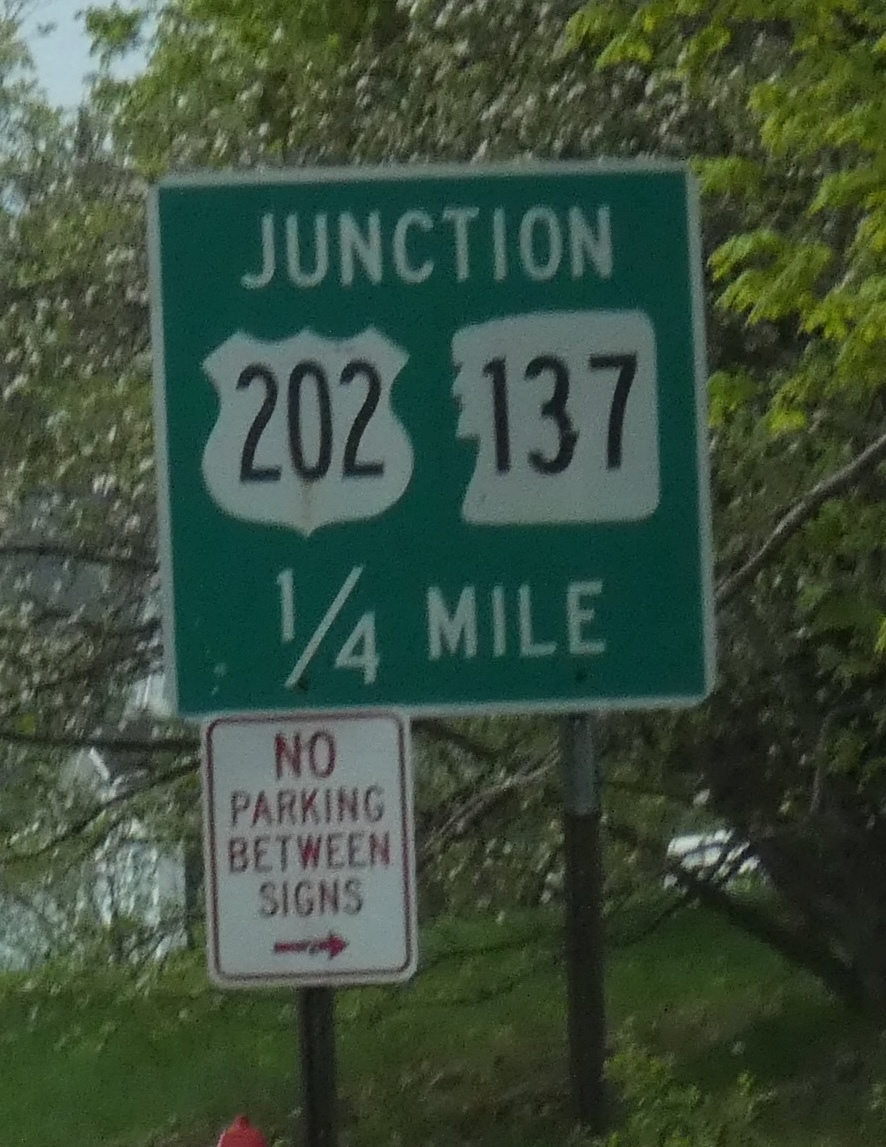 JUNCTION
202 137
1/4 MILE
NO
PARKING
BETWEEN
SIGNS